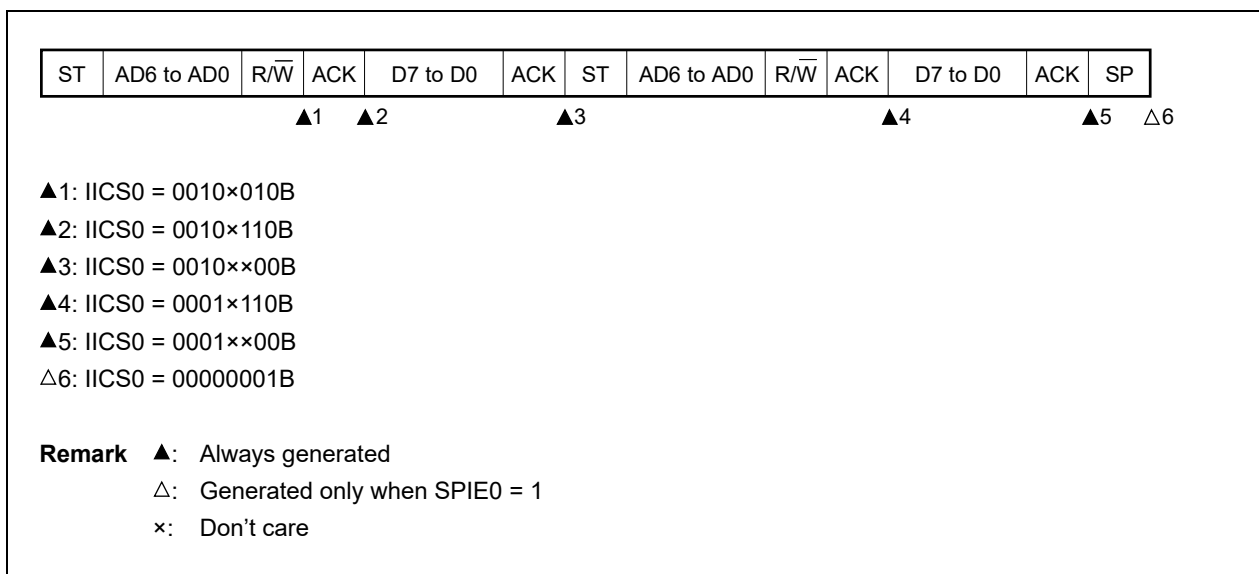 ST AD6 to AD0 R/W̅ ACK D7 to D0 ACK ST AD6 to AD0 R/W̅ ACK D7 to D0 ACK SP
▲1 ▲2 ▲3 ▲4 ▲5 △6
▲1: IICS0 = 0010×010B
▲2: IICS0 = 0010×110B
▲3: IICS0 = 0010××00B
▲4: IICS0 = 0001×110B
▲5: IICS0 = 0001××00B
△6: IICS0 = 00000001B
Remark ▲: Always generated
△: Generated only when SPIE0 = 1
×: Don't care